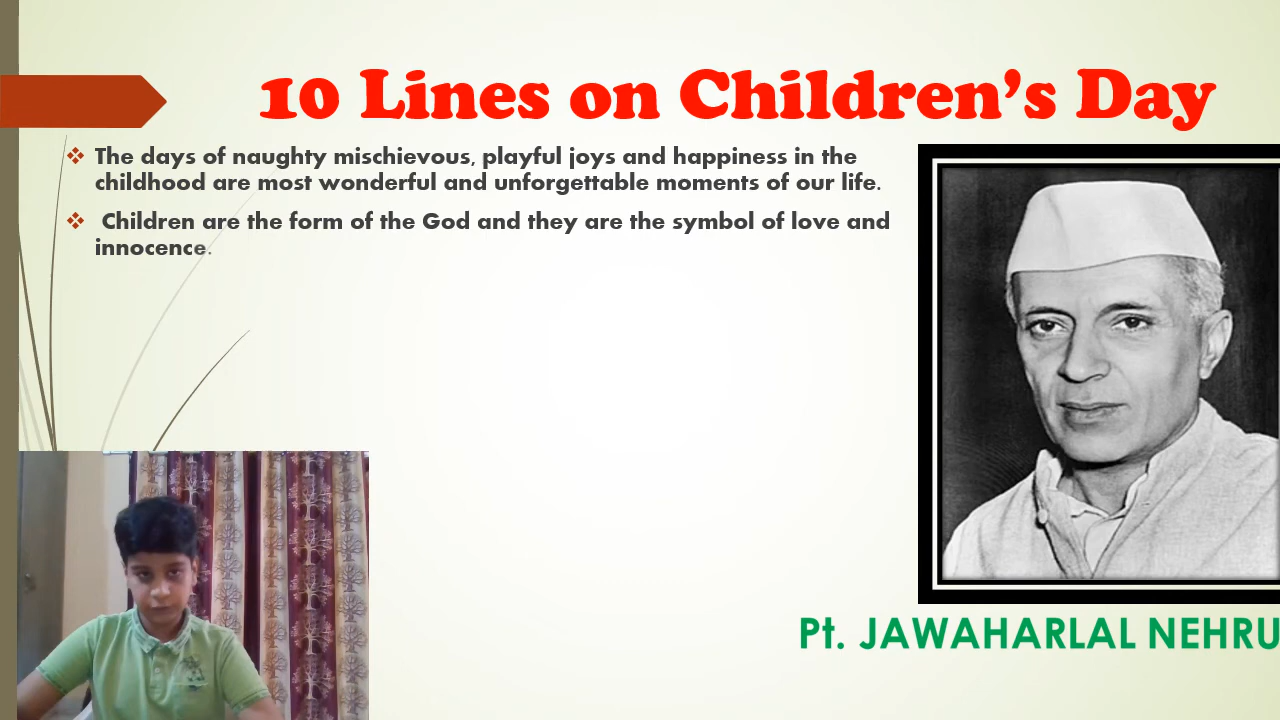 10 Lines on Children's Day
The days of naughty mischievous, playful joys and happiness in the
childhood are most wonderful and unforgettable moments of our life.
Children are the form of the God and they are the symbol of love and
innocence.
Pt. JAWAHARLAL NEHRU